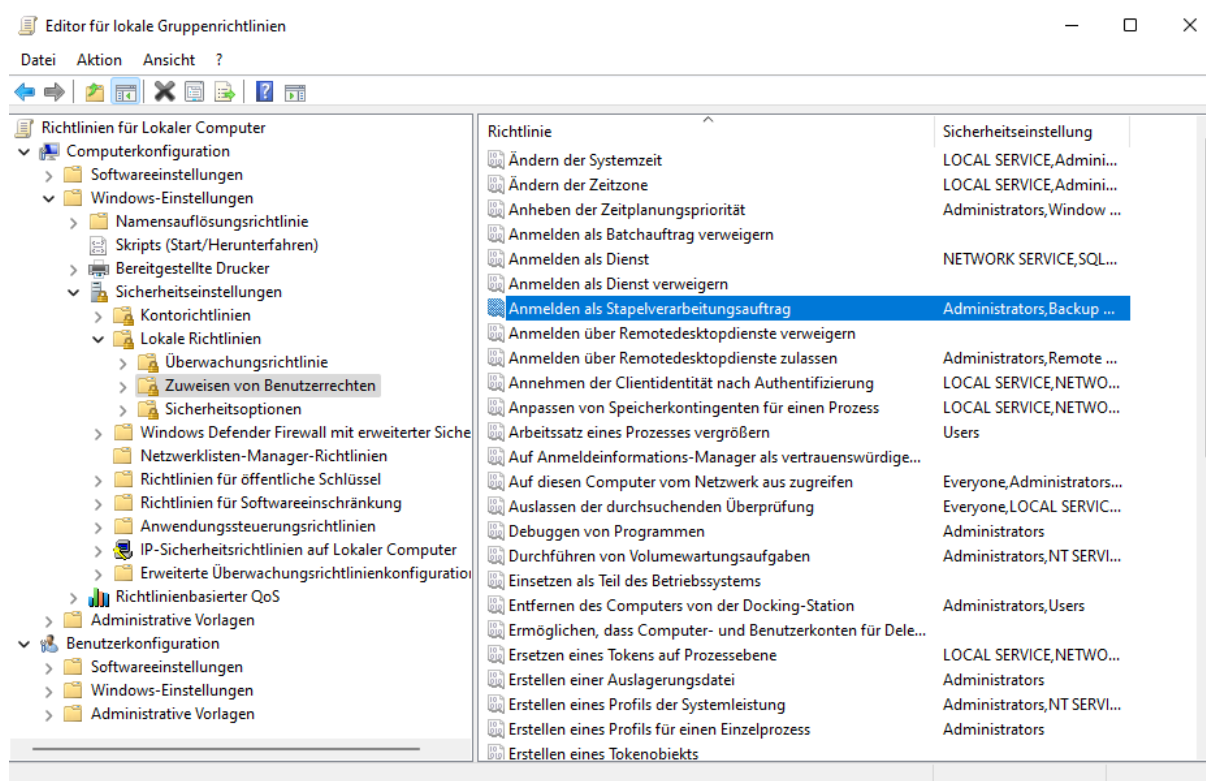 Editor für lokale Gruppenrichtlinien
Datei Aktion Ansicht ?
Richtlinien für Lokaler Computer
Computerkonfiguration
Softwareeinstellungen
Windows-Einstellungen
Namensauflösungsrichtlinie
Skripts (Start/Herunterfahren)
Bereitgestellte Drucker
Sicherheitseinstellungen
Kontorichtlinien
Lokale Richtlinien
Überwachungsrichtlinie
Zuweisen von Benutzerrechten
Sicherheitsoptionen
Windows Defender Firewall mit erweiterter Siche
Netzwerklisten-Manager-Richtlinien
Richtlinien für öffentliche Schlüssel
Richtlinien für Softwareeinschränkung
Anwendungssteuerungsrichtlinien
IP-Sicherheitsrichtlinien auf Lokaler Computer
Erweiterte Überwachungsrichtlinienkonfiguration
Richtlinienbasierter QoS
Administrative Vorlagen
Benutzerkonfiguration
Softwareeinstellungen
Windows-Einstellungen
Administrative Vorlagen
Richtlinie Sicherheitseinstellung
Ändern der Systemzeit LOCAL SERVICE,Admini...
Ändern der Zeitzone LOCAL SERVICE,Admini...
Anheben der Zeitplanungspriorität Administrators,Window ...
Anmelden als Batchauftrag verweigern
Anmelden als Dienst NETWORK SERVICE,SQL...
Anmelden als Dienst verweigern
Anmelden als Stapelverarbeitungsauftrag Administrators,Backup ...
Anmelden über Remotedesktopdienste verweigern
Anmelden über Remotedesktopdienste zulassen Administrators,Remote ...
Annehmen der Clientidentität nach Authentifizierung LOCAL SERVICE,NETWO...
Anpassen von Speicherkontingenten für einen Prozess LOCAL SERVICE,NETWO...
Arbeitssatz eines Prozesses vergrößern Users
Auf Anmeldeinformations-Manager als vertrauenswürdige...
Auf diesen Computer vom Netzwerk aus zugreifen Everyone,Administrators...
Auslassen der durchsuchenden Überprüfung Everyone,LOCAL SERVIC...
Debuggen von Programmen Administrators
Durchführen von Volumewartungsaufgaben Administrators,NT SERVI...
Einsetzen als Teil des Betriebssystems
Entfernen des Computers von der Docking-Station Administrators,Users
Ermöglichen, dass Computer- und Benutzerkonten für Dele...
Ersetzen eines Tokens auf Prozessebene LOCAL SERVICE,NETWO...
Erstellen einer Auslagerungsdatei Administrators
Erstellen eines Profils der Systemleistung Administrators,NT SERVI...
Erstellen eines Profils für einen Einzelprozess Administrators
Erstellen eines Tokenobjekts